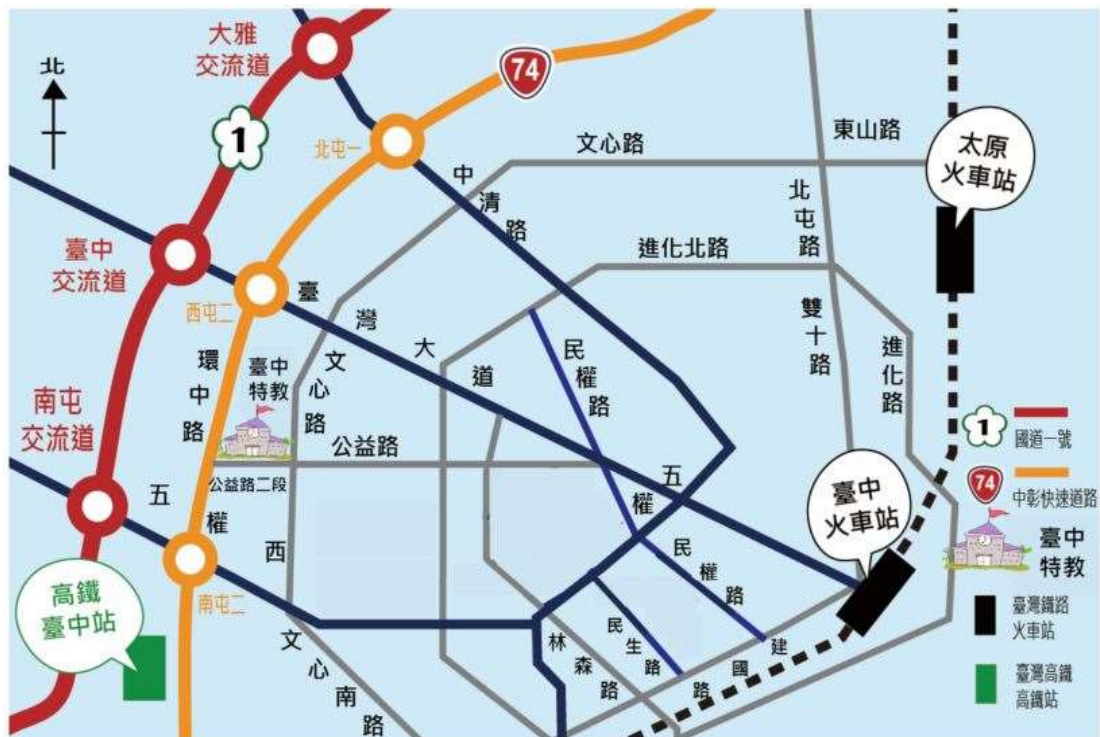 大雅
交流道
北
74
1
北屯一
文心路
東山路
太原
火車站
中清路
北屯路
進化北路
臺中
交流道
西屯二
臺灣大道
雙十路
進化路
民權路
環中路
臺中
特教
文心路
南屯
交流道
公益路
公益路二段
1
國道一號
74
中彰快速道路
臺中
特教
臺灣鐵路
火車站
臺灣高鐵
高鐵站
五權西
五權
臺中
火車站
高鐵
臺中站
南屯二
民權路
文心南路
林森路
民生路
建國路